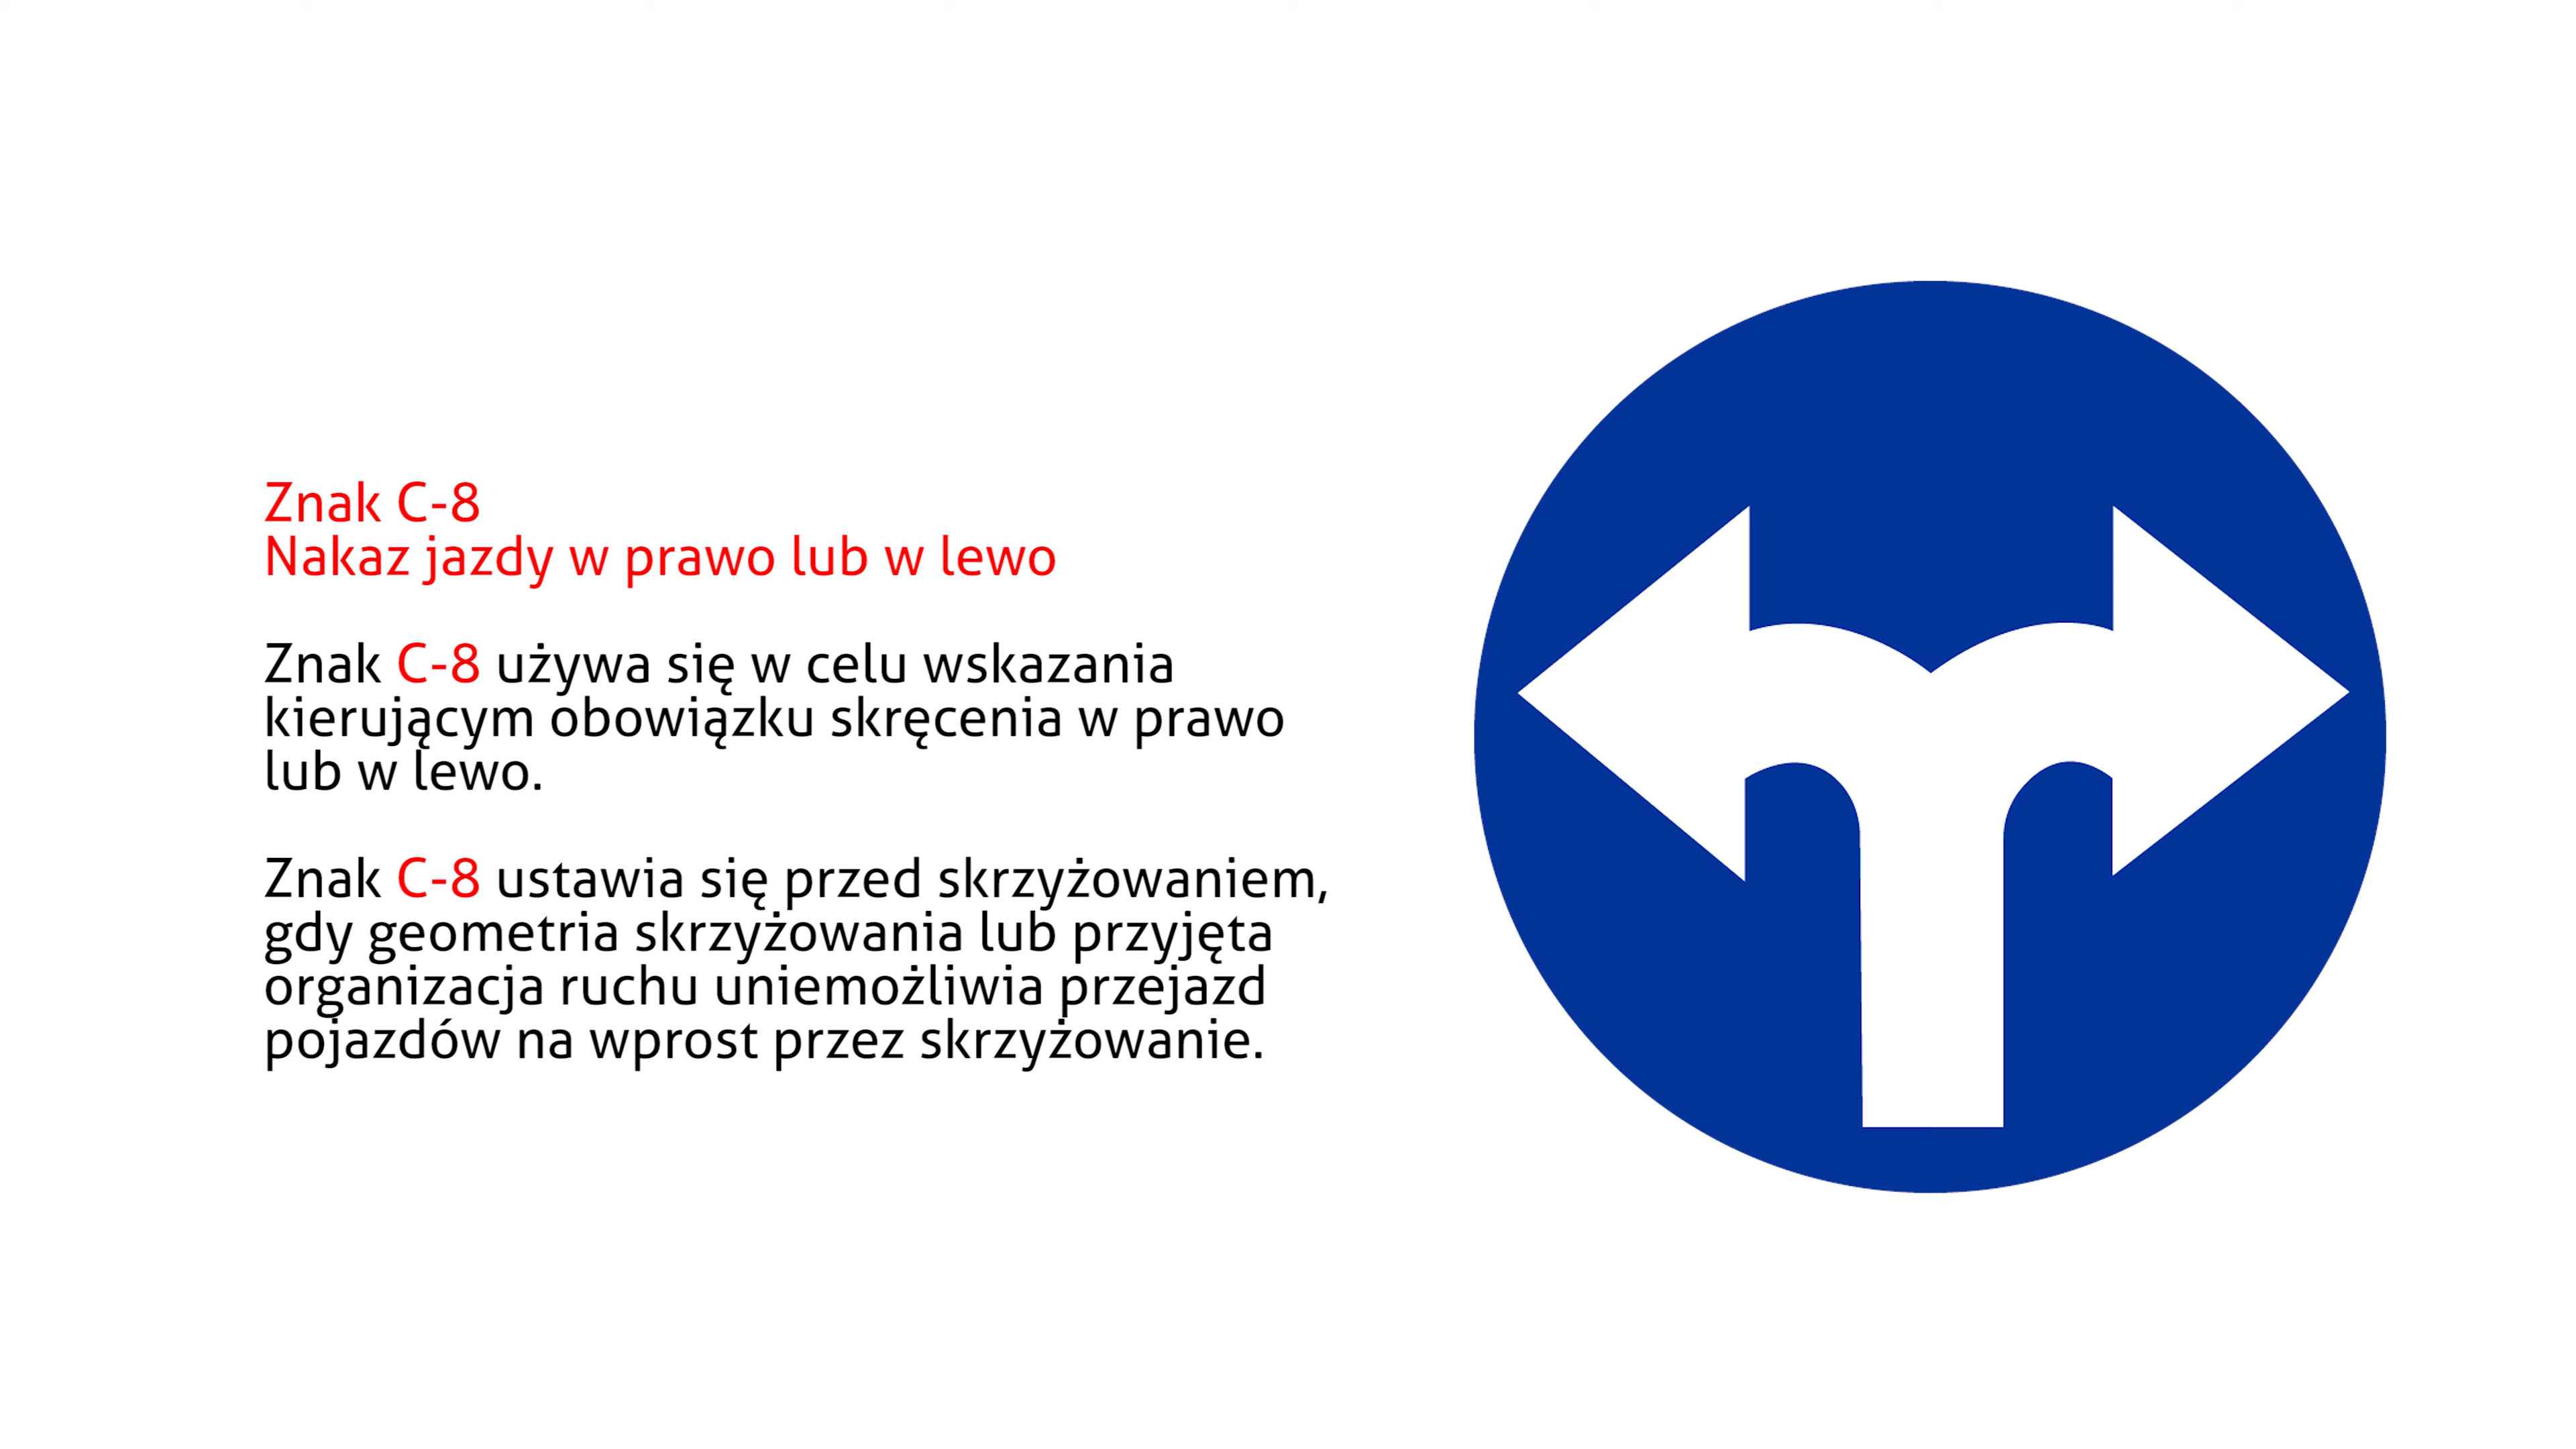 Znak C-8
Nakaz jazdy w prawo lub w lewo
Znak C-8 używa się w celu wskazania
kierującym obowiązku skręcenia w prawo
lub w lewo.
Znak C-8 ustawia się przed skrzyżowaniem,
gdy geometria skrzyżowania lub przyjęta
organizacja ruchu uniemożliwia przejazd
pojazdów na wprost przez skrzyżowanie.